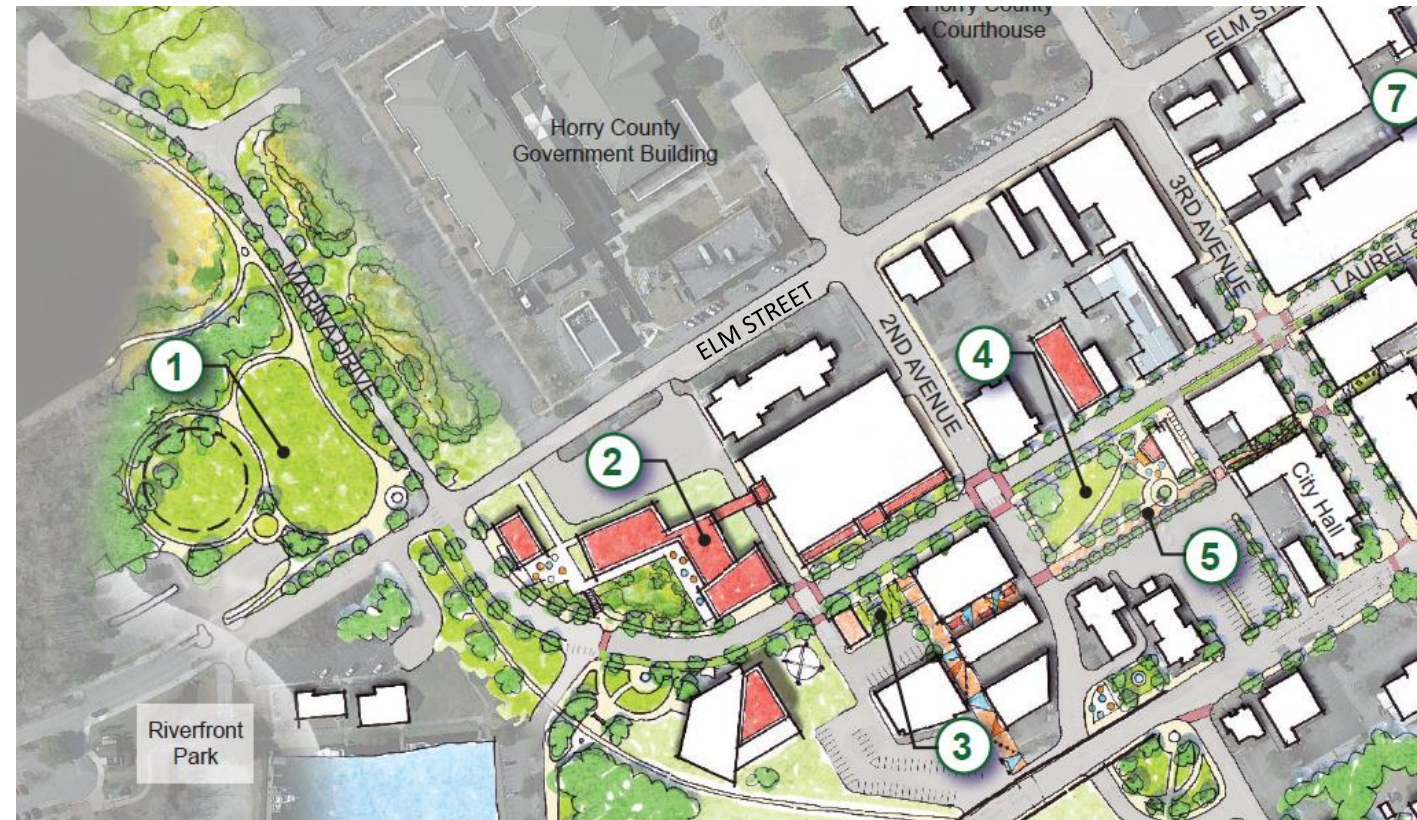 Horry County
Courthouse
ELM ST
7
Horry County
Government Building
3RD AVENUE
LAUREL S
MARINA DRIVE
1
ELM STREET
2ND AVENUE
4
2
City Hall
5
3
Riverfront
Park